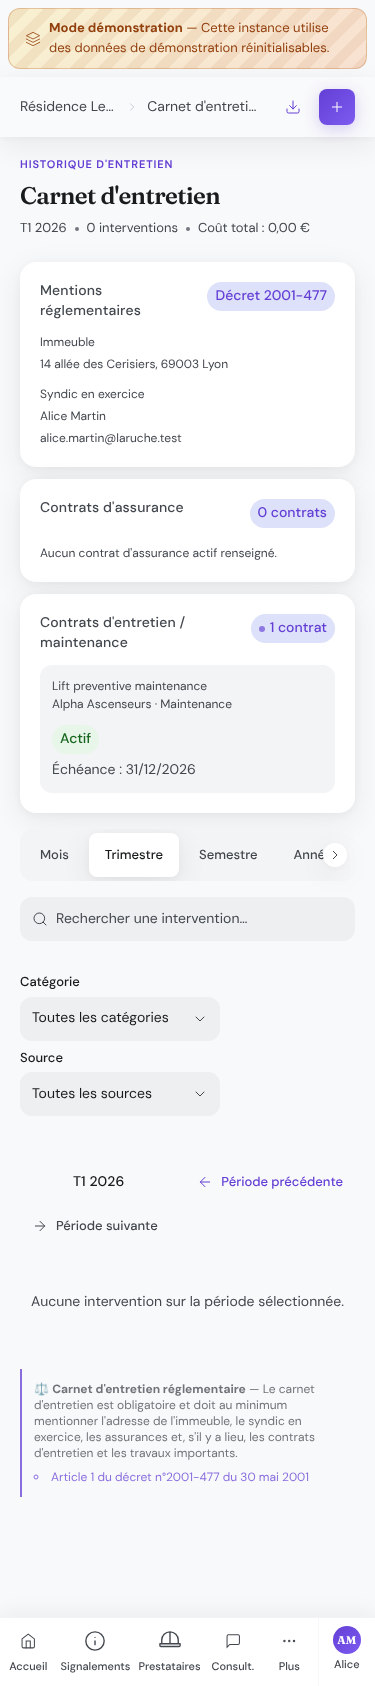 Mode démonstration — Cette instance utilise
des données de démonstration réinitialisables.
Résidence Le... > Carnet d'entreti...
HISTORIQUE D'ENTRETIEN
Carnet d'entretien
T1 2026 • 0 interventions • Coût total : 0,00 €
Mentions
réglementaires
Décret 2001-477
Immeuble
14 allée des Cerisiers, 69003 Lyon
Syndic en exercice
Alice Martin
alice.martin@laruche.test
Contrats d'assurance
0 contrats
Aucun contrat d'assurance actif renseigné.
Contrats d'entretien /
maintenance
• 1 contrat
Lift preventive maintenance
Alpha Ascenseurs · Maintenance
Actif
Échéance : 31/12/2026
Mois Trimestre Semestre Anné
Rechercher une intervention...
Catégorie
Toutes les catégories
Source
Toutes les sources
T1 2026 ← Période précédente
→ Période suivante
Aucune intervention sur la période sélectionnée.
⚖️ Carnet d'entretien réglementaire — Le carnet
d'entretien est obligatoire et doit au minimum
mentionner l'adresse de l'immeuble, le syndic en
exercice, les assurances et, s'il y a lieu, les contrats
d'entretien et les travaux importants.
Article 1 du décret n°2001-477 du 30 mai 2001
AM
Accueil Signalements Prestataires Consult. Plus Alice